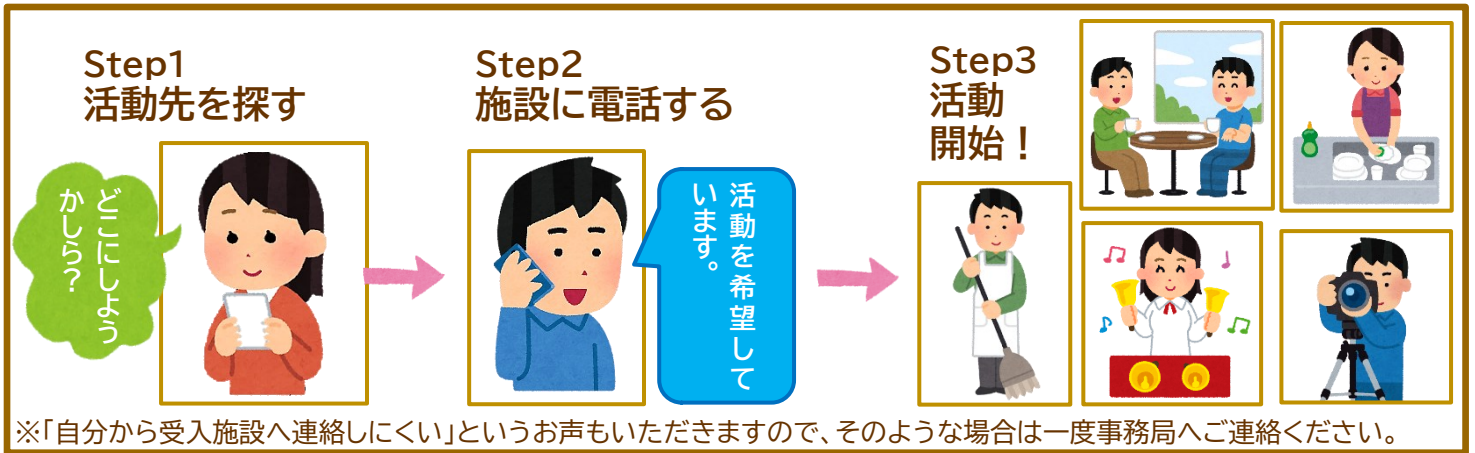 Step1
活動先を探す
どこにしよう
かしら？
Step2
施設に電話する
活動を希望して
います。
Step3
活動
開始！
※「自分から受入施設へ連絡しにくい」というお声もいただきますので、そのような場合は一度事務局へご連絡ください。